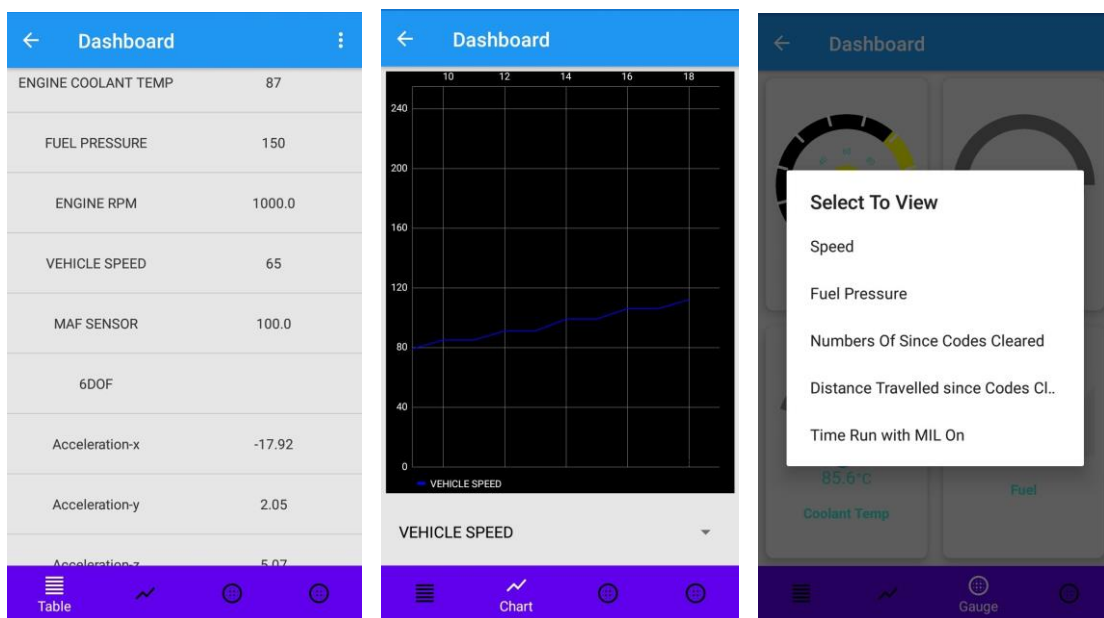 Dashboard
ENGINE COOLANT TEMP 87
FUEL PRESSURE 150
ENGINE RPM 1000.0
VEHICLE SPEED 65
MAF SENSOR 100.0
6DOF
Acceleration-x -17.92
Acceleration-y 2.05
Acceleration-z 5.07
Table
Dashboard
10 12 14 16 18
240
200
160
120
80
40
0
VEHICLE SPEED
VEHICLE SPEED
Chart
Dashboard
Select To View
Speed
Fuel Pressure
Numbers Of Since Codes Cleared
Distance Travelled since Codes Cl..
Time Run with MIL On
85.6°C
Coolant Temp
Fuel
Gauge